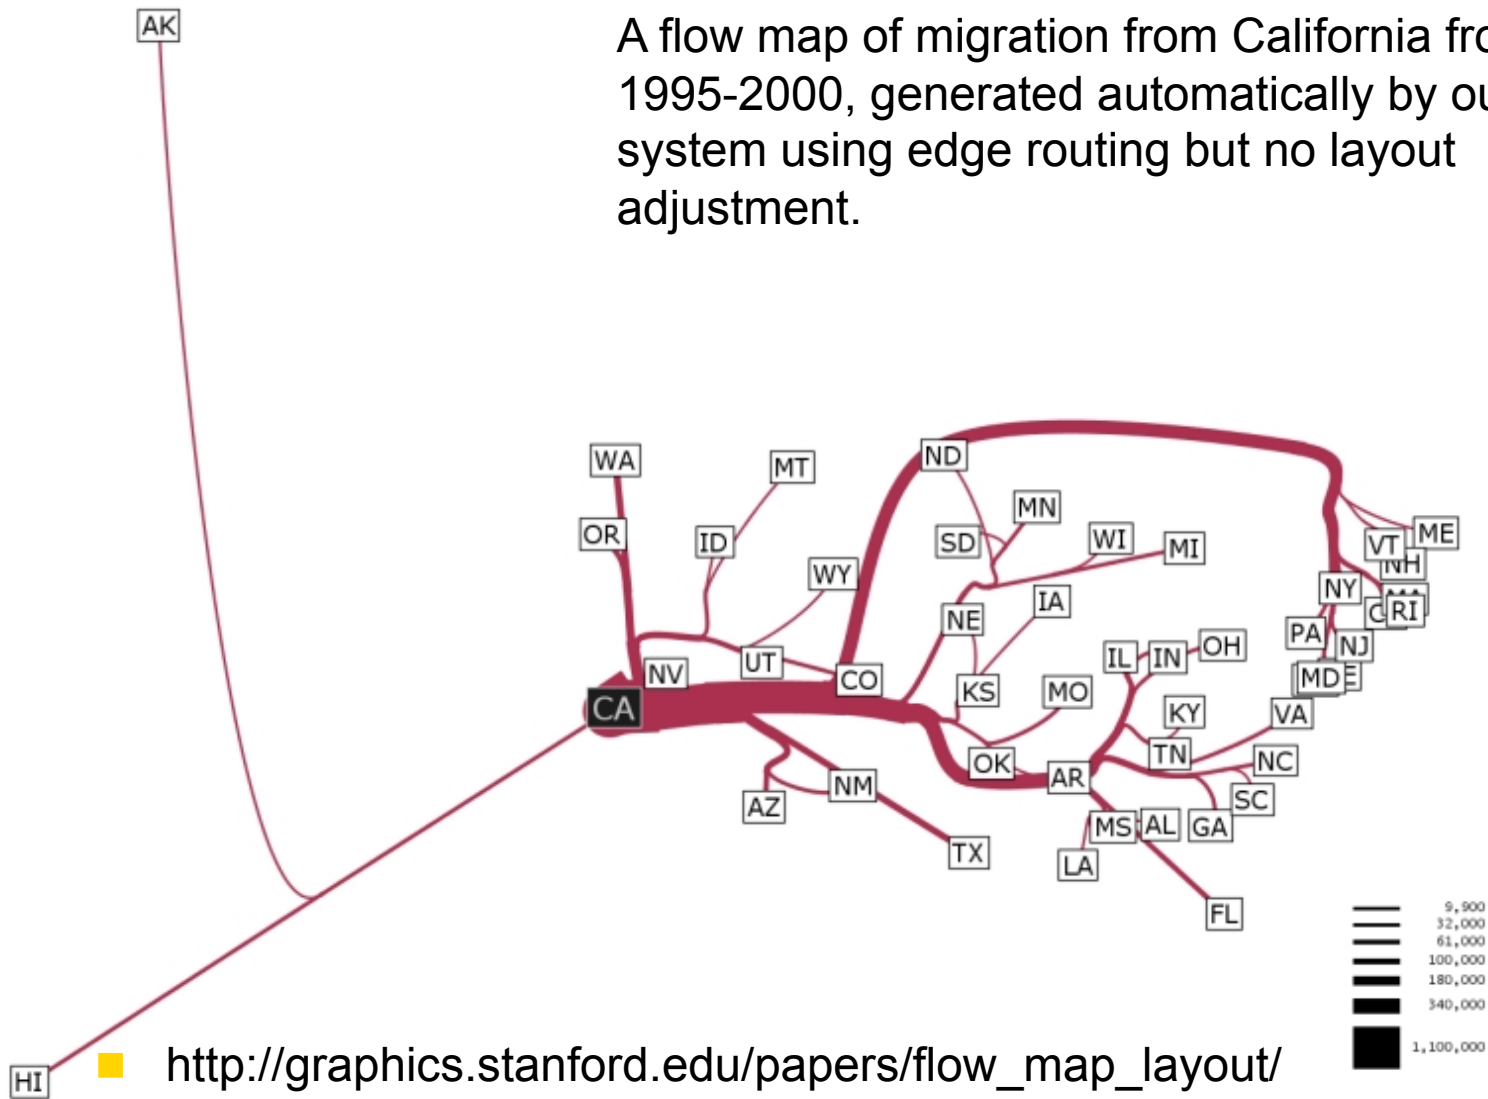 AK
A flow map of migration from California
1995-2000, generated automatically by
system using edge routing but no layout
adjustment.
WA
MT
ND
MN
OR
ID
SD
WI
MI
ME
VT
NH
WY
NE
IA
NY
RI
PA
NJ
IL
IN
OH
NV
UT
CO
KS
MO
MD
CA
KY
VA
TN
NC
OK
AR
SC
AZ
NM
MS
AL
GA
TX
LA
FL
9,900
32,000
61,000
100,000
180,000
340,000
1,100,000
HI
http://graphics.stanford.edu/papers/flow_map_layout/